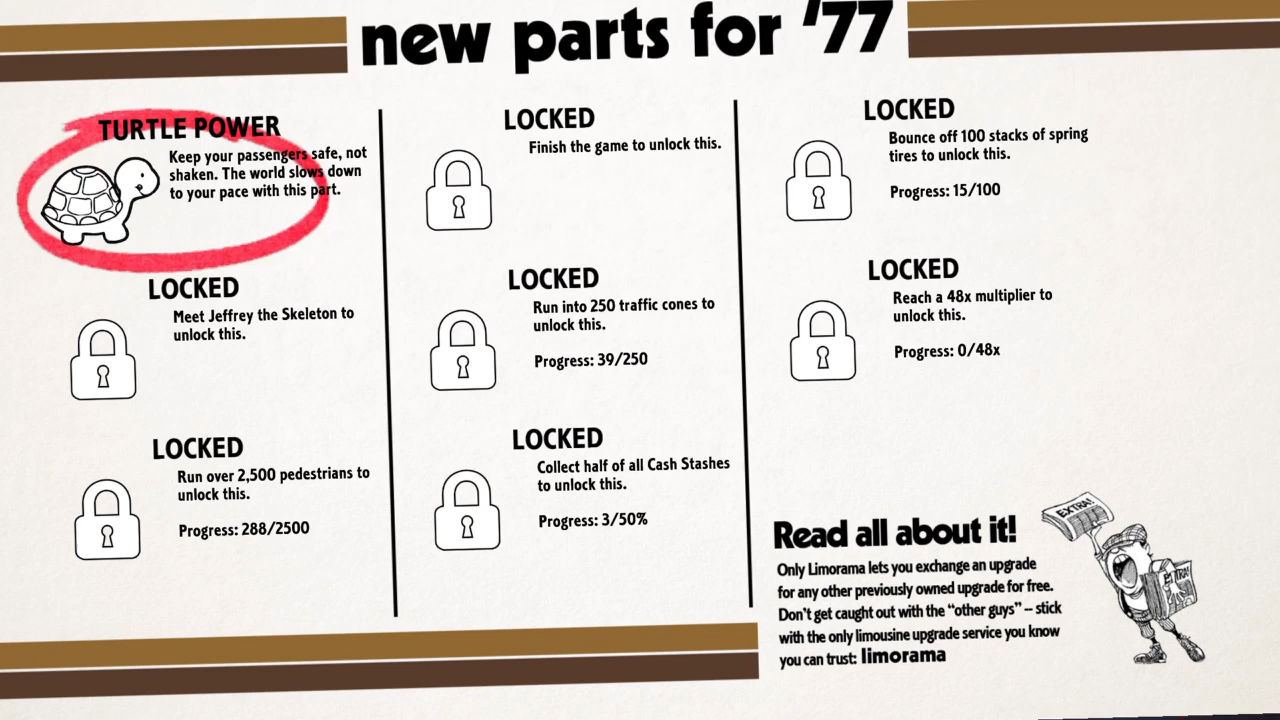 new parts for '77
TURTLE POWER
Keep your passengers safe, not
shaken. The world slows down
to your pace with this part.
LOCKED
Meet Jeffrey the Skeleton to
unlock this.
LOCKED
Run over 2,500 pedestrians to
unlock this.
Progress: 288/2500
LOCKED
Finish the game to unlock this.
LOCKED
Run into 250 traffic cones to
unlock this.
Progress: 39/250
LOCKED
Collect half of all Cash Stashes
to unlock this.
Progress: 3/50%
LOCKED
Bounce off 100 stacks of spring
tires to unlock this.
Progress: 15/100
LOCKED
Reach a 48x multiplier to
unlock this.
Progress: 0/48x
Read all about it!
Only Limorama lets you exchange an upgrade
for any other previously owned upgrade for free.
Don't get caught out with the “other guys” – stick
with the only limousine upgrade service you know
you can trust: limorama
EXTRA!
EXTRA!